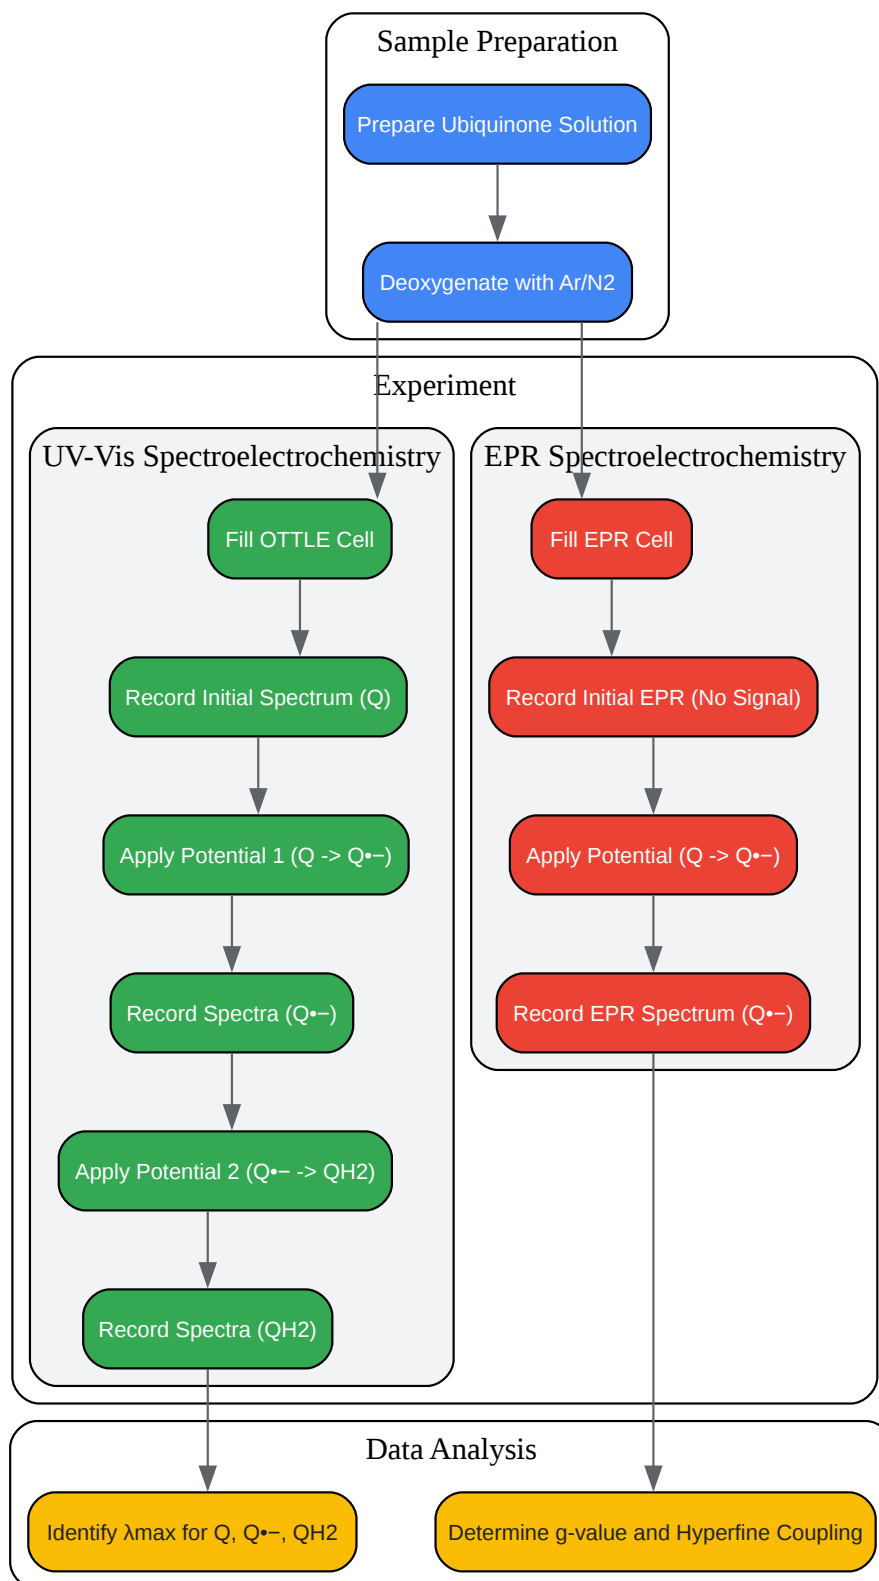 Sample Preparation
Prepare Ubiquinone Solution
Deoxygenate with Ar/N2
Experiment
UV-Vis Spectroelectrochemistry
Fill OTTLE Cell
Record Initial Spectrum (Q)
Apply Potential 1 (Q -> Q•−)
Record Spectra (Q•−)
Apply Potential 2 (Q•− -> QH2)
Record Spectra (QH2)
EPR Spectroelectrochemistry
Fill EPR Cell
Record Initial EPR (No Signal)
Apply Potential (Q -> Q•−)
Record EPR Spectrum (Q•−)
Data Analysis
Identify λmax for Q, Q•−, QH2
Determine g-value and Hyperfine Coupling